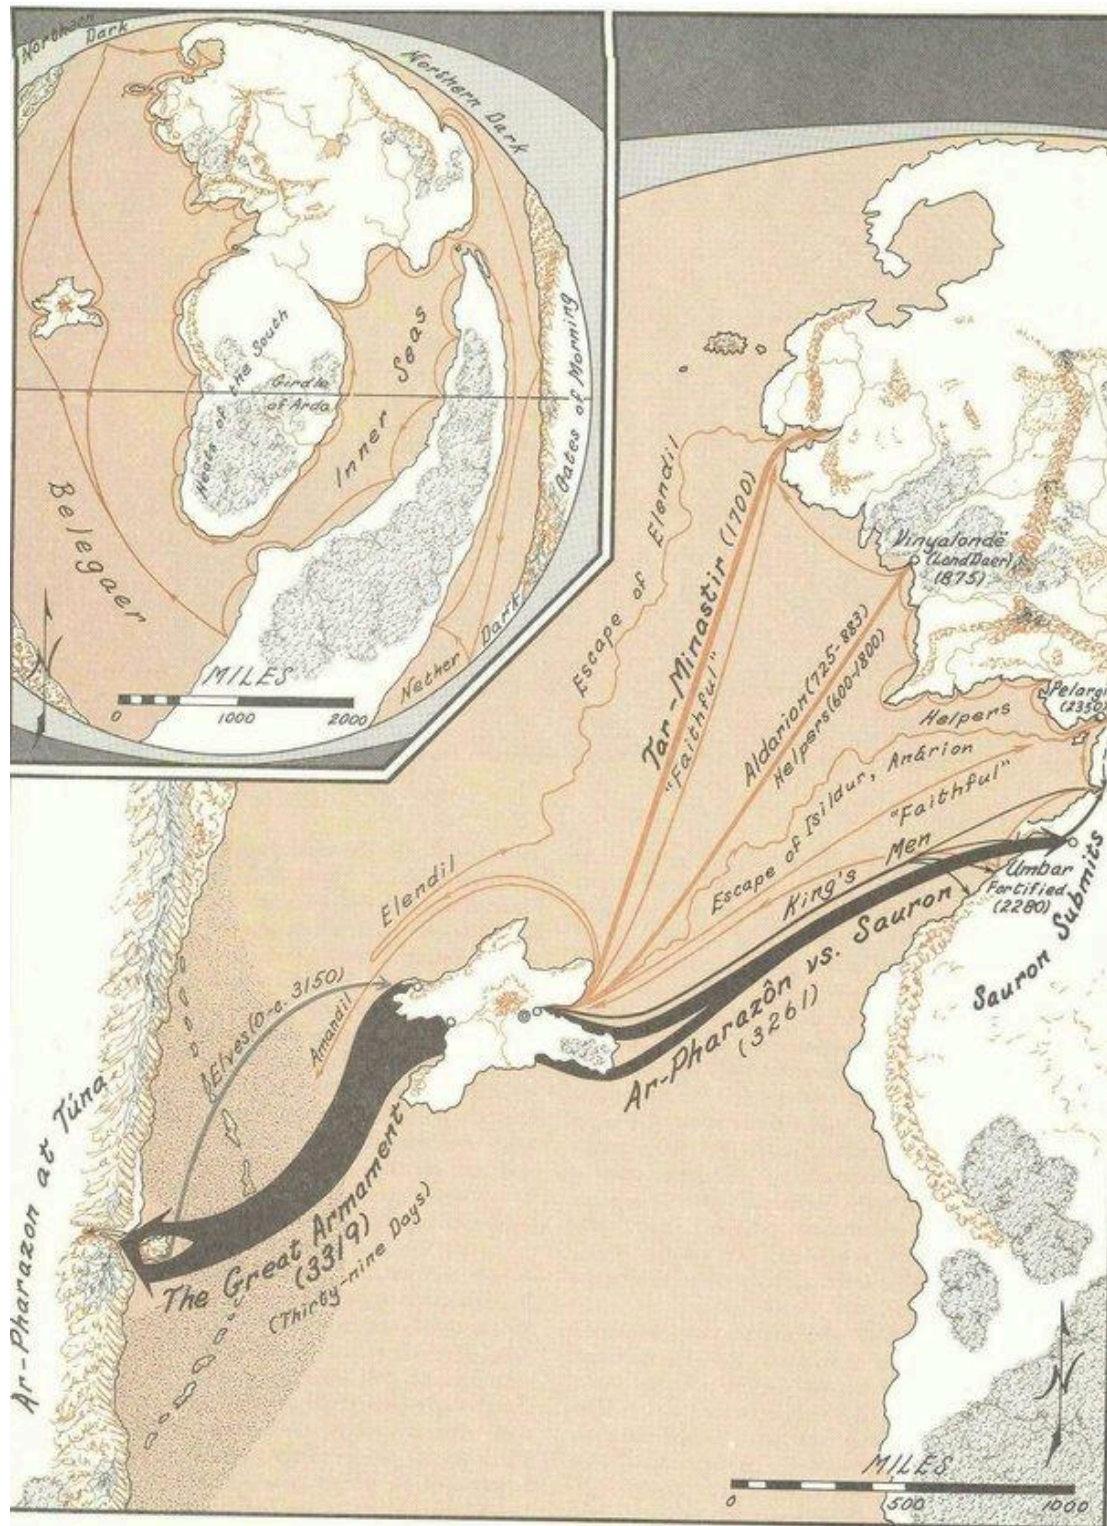 Northern
Dark
Northern Dark
Heats of the South
Girdle
of Arda
Inner Seas
Gates of Morning
Belegaer
Nether Dark
N
MILES
0 1000 2000
Escape of Elendil
Tar-Minastir (1700)
"Faithful"
Vinyalondë
(Lond Daer)
(875)
Aldarion (725-883)
Helpers (600-1800)
Pelargi
(2350)
Helpers
Escape of Isildur, Anárion
"Faithful"
King's Men
Umbar
Fortified
(2280)
Ar-Pharazôn vs. Sauron
(3261)
Sauron Submits
Elendil
Amandil
Elves (0-c. 3150)
Ar-Pharazon at Túna
The Great Armament
(3319)
(Thirty-nine Days)
N
MILES
0 500 1000